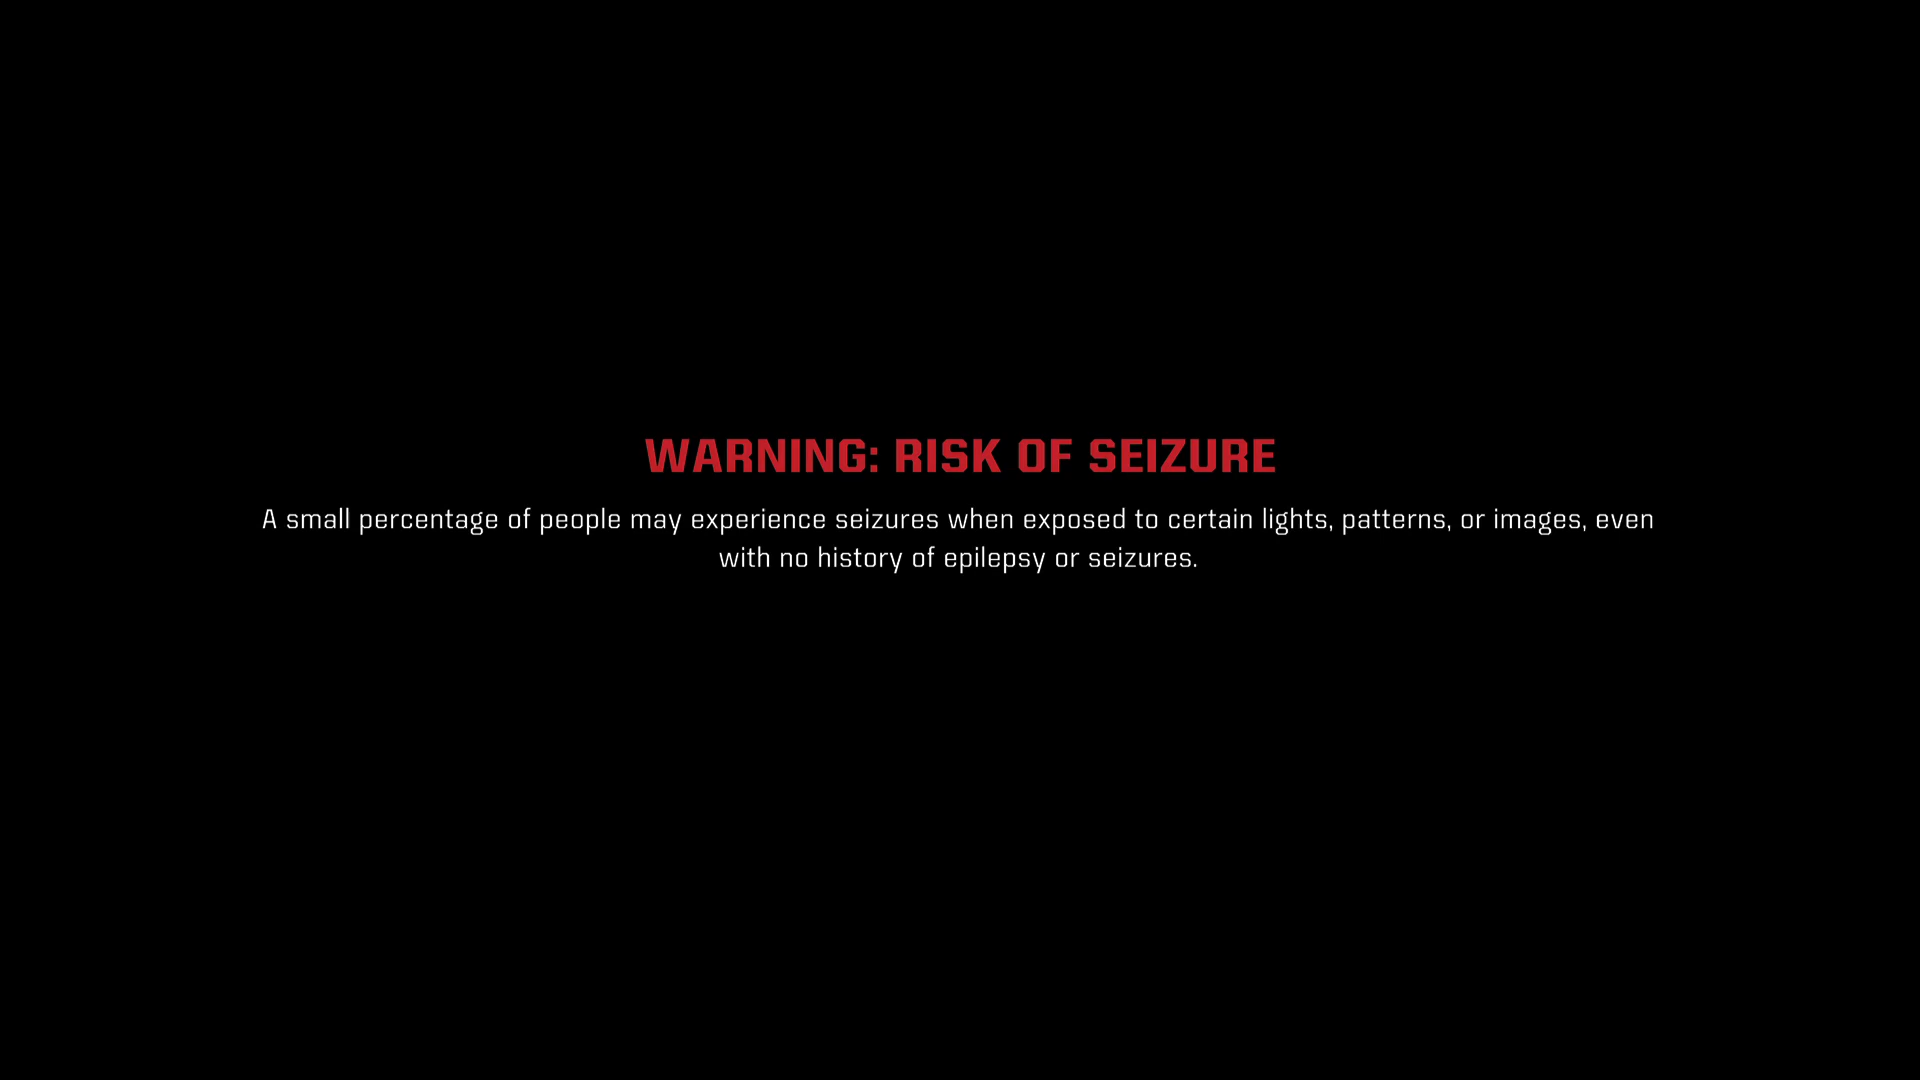 WARNING: RISK OF SEIZURE
A small percentage of people may experience seizures when exposed to certain lights, patterns, or images, even
with no history of epilepsy or seizures.